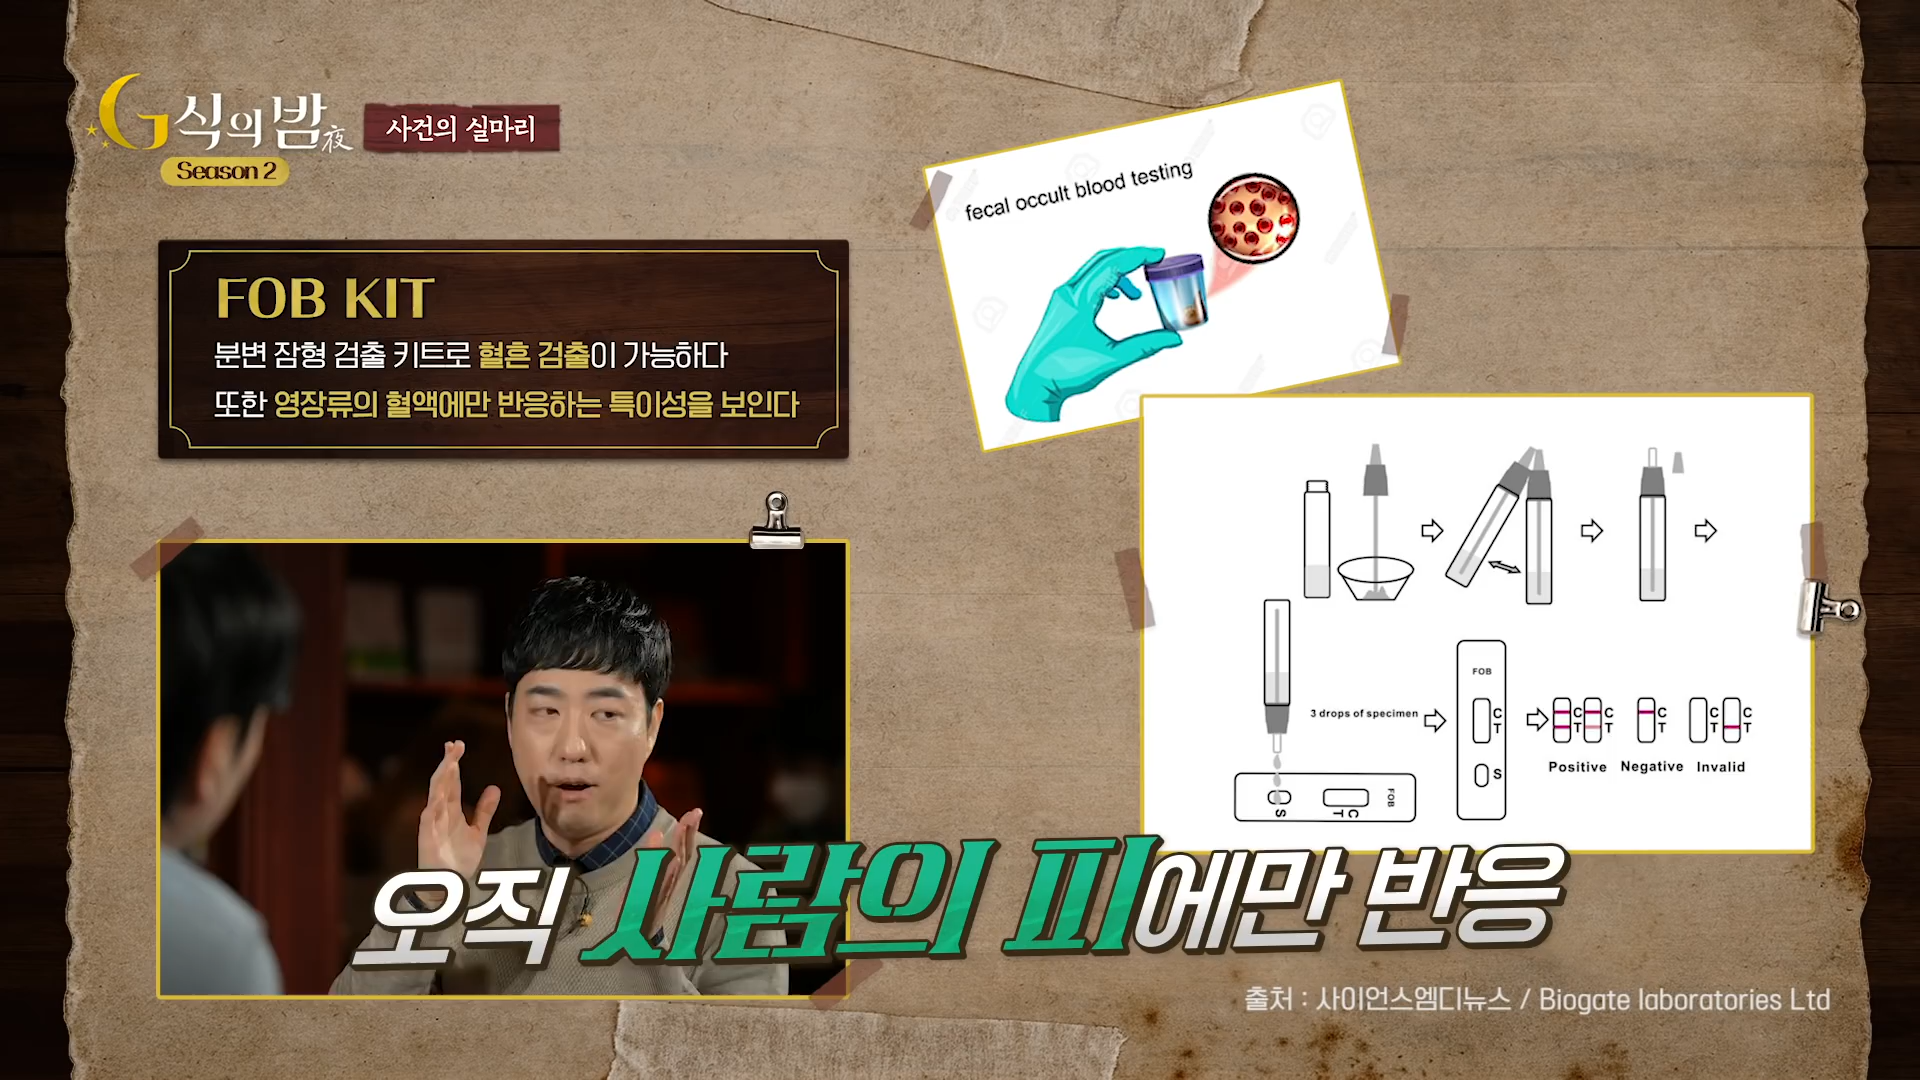 G식의 밤 夜
Season 2
사건의 실마리
FOB KIT
분변 잠형 검출 키트로 혈흔 검출이 가능하다
또한 영장류의 혈액에만 반응하는 특이성을 보인다
fecal occult blood testing
FOB
3 drops of specimen
C
T
S
C
T
C
T
C
T
C
T
C
T
Positive
Negative
Invalid
S
T C
FOB
오직 사람의 피에만 반응
출처 : 사이언스엠디뉴스 / Biogate laboratories Ltd